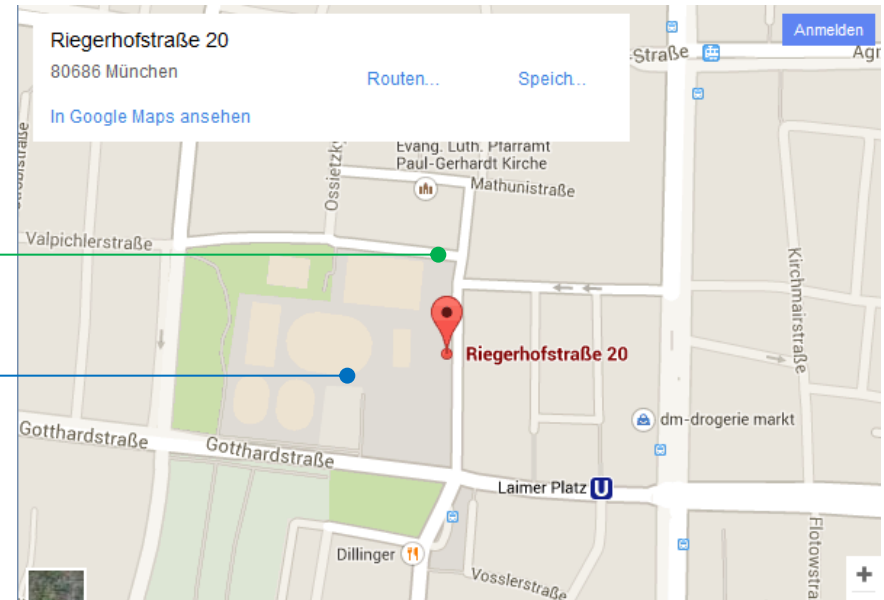 Riegerhofstraße 20
Anmelden
80686 München
Routen...
Speich...
-Straße
Agr
In Google Maps ansehen
Evang. Luth. Pfarramt
Paul-Gerhardt Kirche
Ossietzky
Mathunistraße
Valpichlerstraße
Kirchmairstraße
Riegerhofstraße 20
dm-drogerie markt
Gotthardstraße
Gotthardstraße
Laimer Platz U
Dillinger
Vosslerstraße
Flotowstra
+